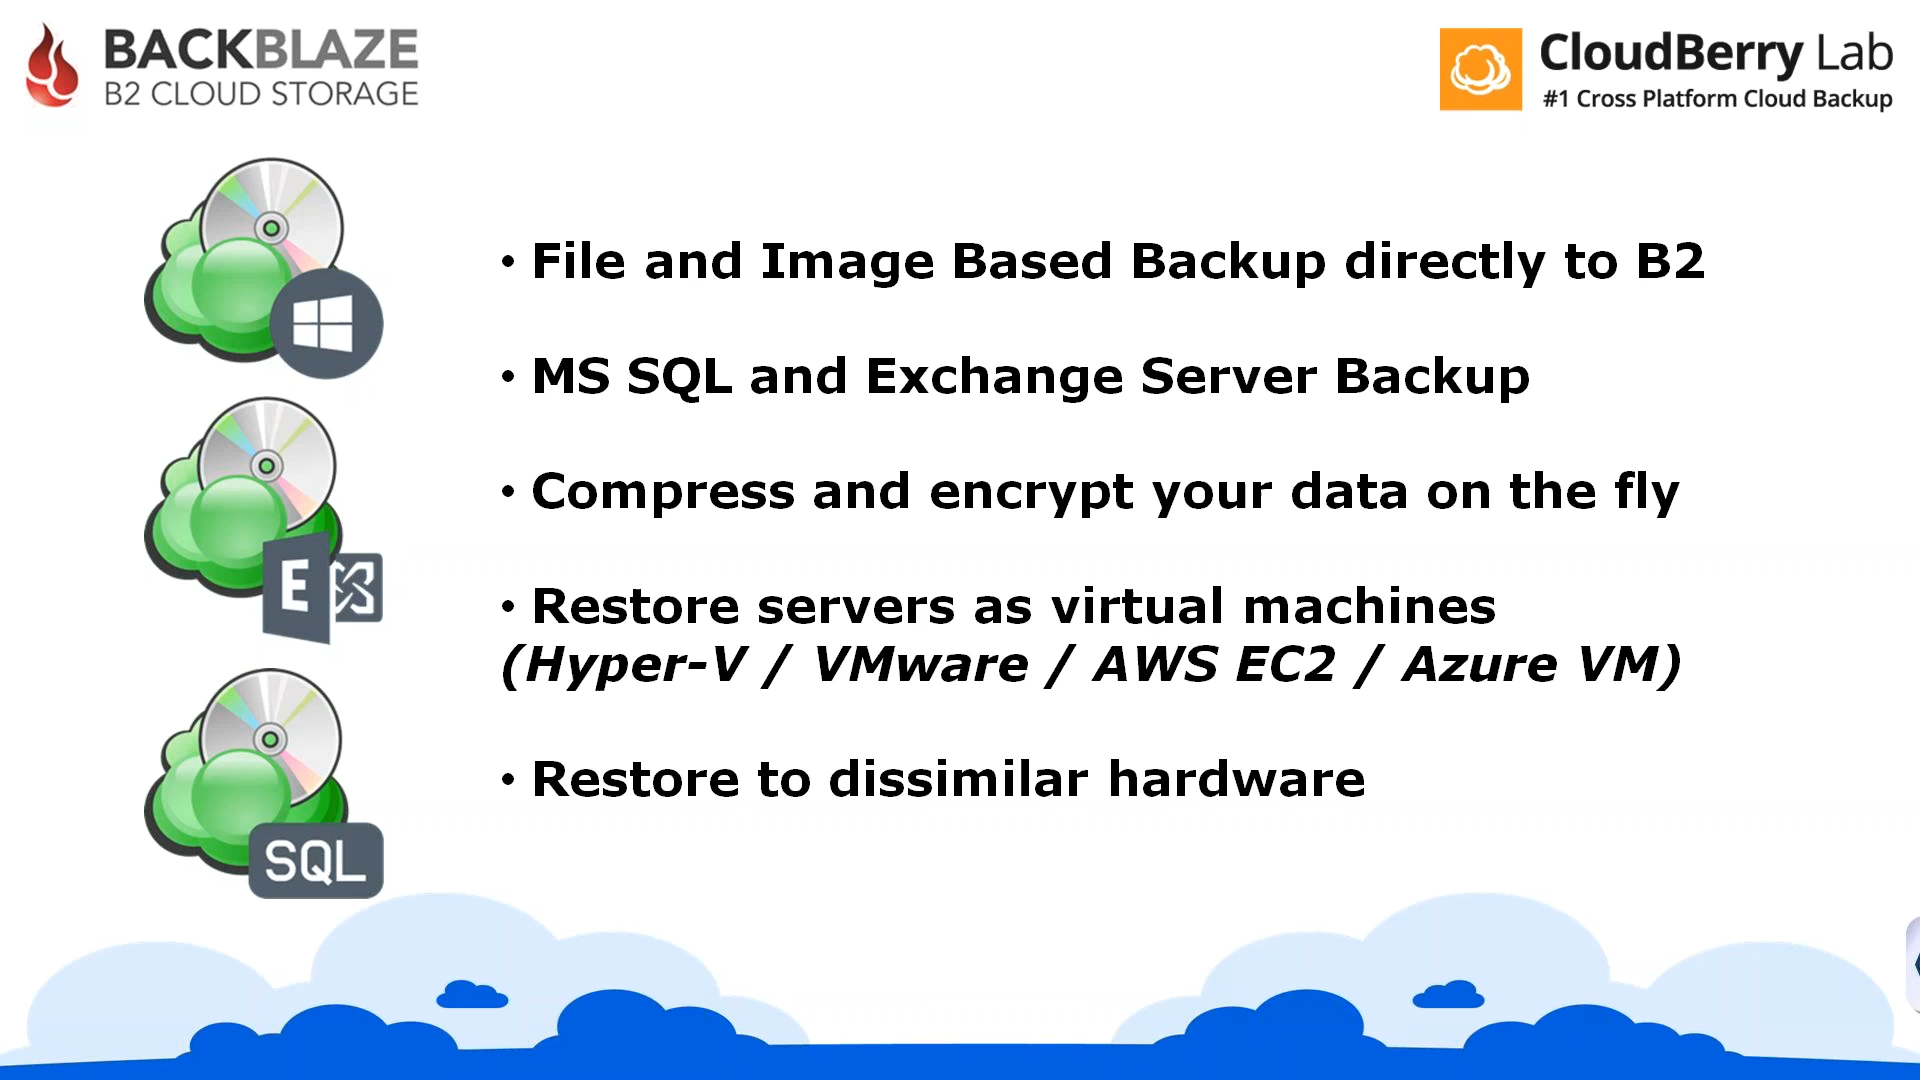 BACKBLAZE
B2 CLOUD STORAGE
CloudBerry Lab
#1 Cross Platform Cloud Backup
• File and Image Based Backup directly to B2
• MS SQL and Exchange Server Backup
• Compress and encrypt your data on the fly
• Restore servers as virtual machines
(Hyper-V / VMware / AWS EC2 / Azure VM)
• Restore to dissimilar hardware
E
SQL